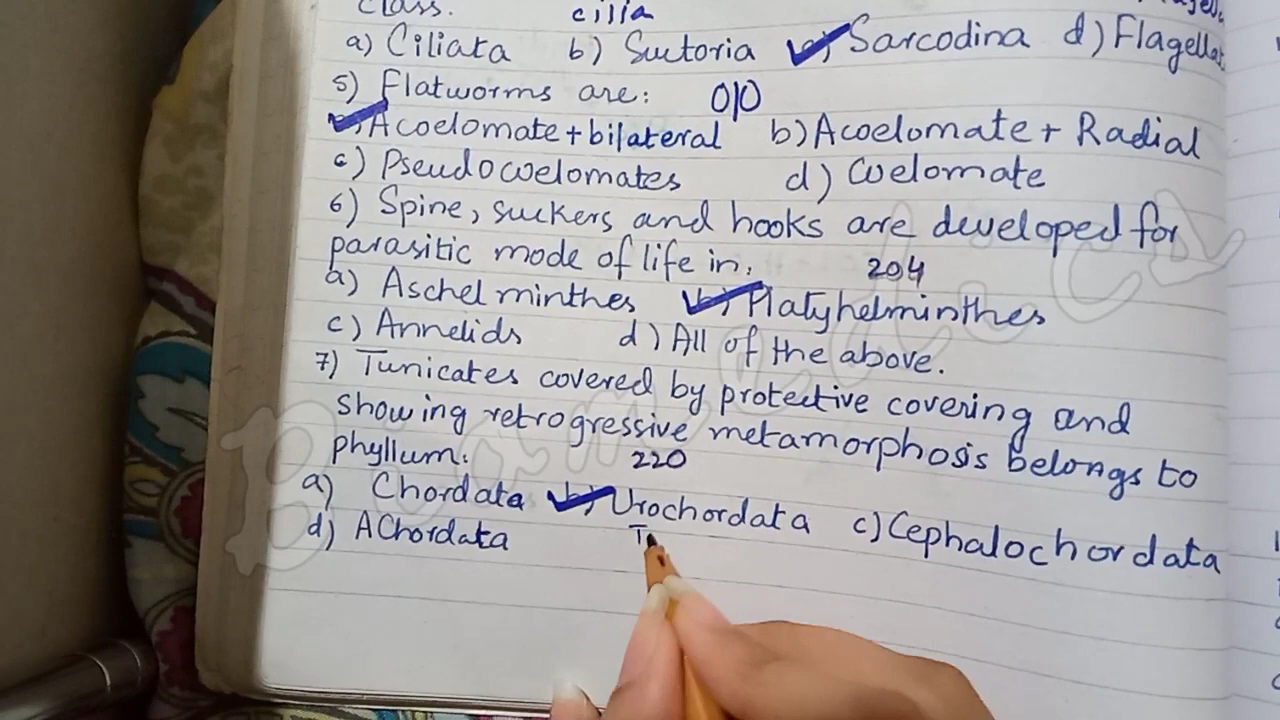 class. cilia
a) Ciliata b) Suctoria c) Sarcodina d) Flagellat
5) Flatworms are: 010
a) Acoelomate + bilateral b) Acoelomate + Radial
c) Pseudocoelomates d) Coelomate
6) Spine, suckers and hooks are developed for
parasitic mode of life in. 204
a) Aschelminthes b) Platyhelminthes
c) Annelids d) All of the above.
7) Tunicates covered by protective covering and
showing retrogressive metamorphosis belongs to
phyllum. 220
a) Chordata b) Urochordata c) Cephalochordata
d) AChordata T